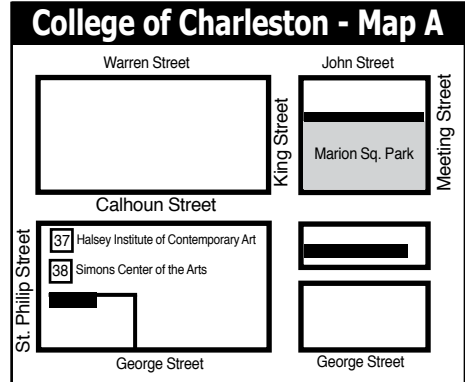 College of Charleston - Map A
Warren Street
John Street
King Street
Meeting Street
Marion Sq. Park
Calhoun Street
St. Philip Street
37 Halsey Institute of Contemporary Art
38 Simons Center of the Arts
George Street
George Street